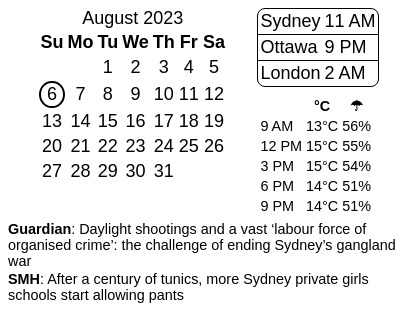 August 2023
Su Mo Tu We Th Fr Sa
1 2 3 4 5
6 7 8 9 10 11 12
13 14 15 16 17 18 19
20 21 22 23 24 25 26
27 28 29 30 31
Sydney 11 AM
Ottawa 9 PM
London 2 AM
°C ☂
9 AM 13°C 56%
12 PM 15°C 55%
3 PM 15°C 54%
6 PM 14°C 51%
9 PM 14°C 51%
Guardian: Daylight shootings and a vast ‘labour force of
organised crime’: the challenge of ending Sydney’s gangland
war
SMH: After a century of tunics, more Sydney private girls
schools start allowing pants